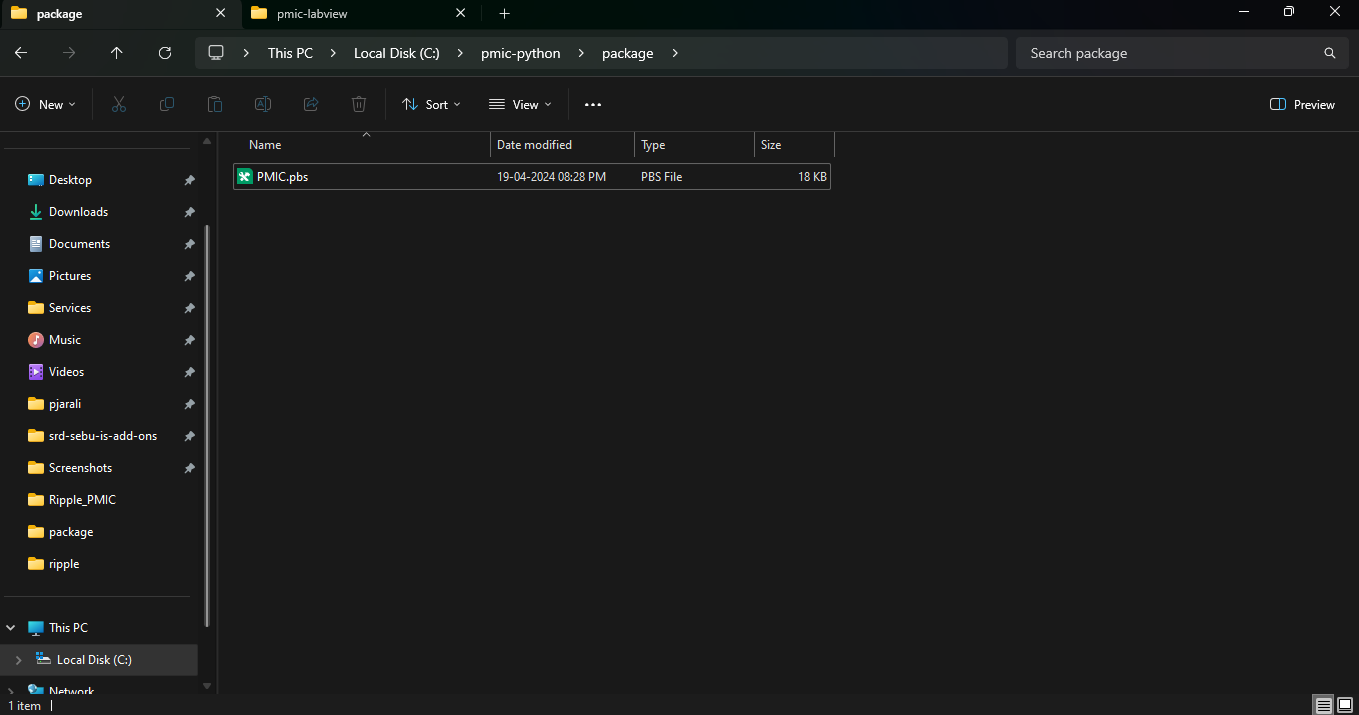 package
pmic-labview
This PC > Local Disk (C:) > pmic-python > package >
Search package
New
Sort
View
Preview
Name Date modified Type Size
PMIC.pbs 19-04-2024 08:28 PM PBS File 18 KB
Desktop
Downloads
Documents
Pictures
Services
Music
Videos
pjarali
srd-sebu-is-add-ons
Screenshots
Ripple_PMIC
package
ripple
This PC
Local Disk (C:)
Network
1 item